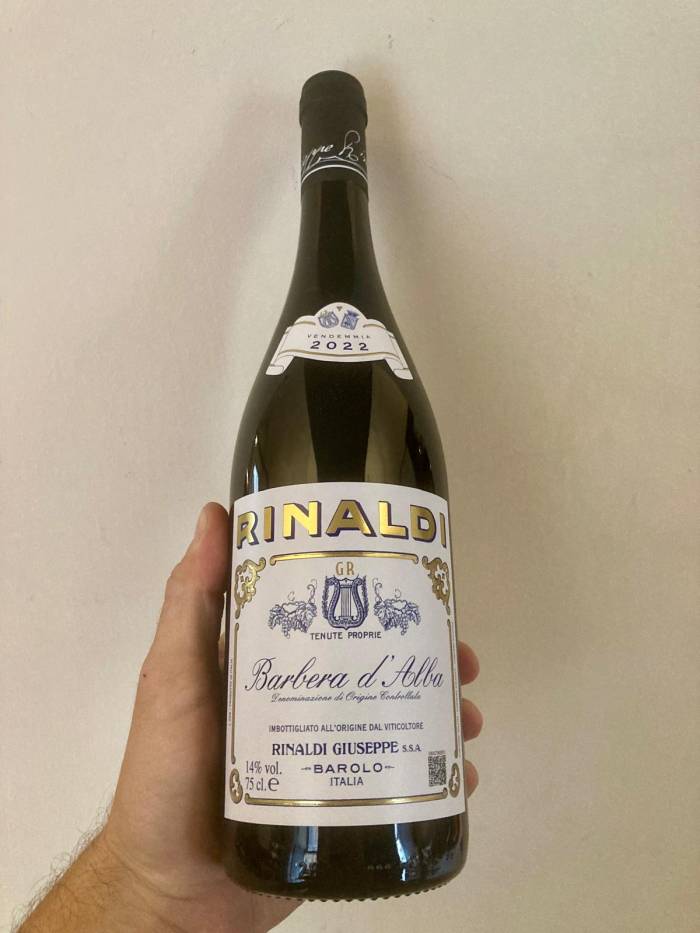 VENDEMMIA
2022
RINALDI
GR
TENUTE PROPRIE
Barbera d'Alba
Denominazione di Origine Controllata
IMBOTTIGLIATO ALL'ORIGINE DAL VITICOLTORE
RINALDI GIUSEPPE S.S.A.
BAROLO
ITALIA
14% vol.
75 cl. e